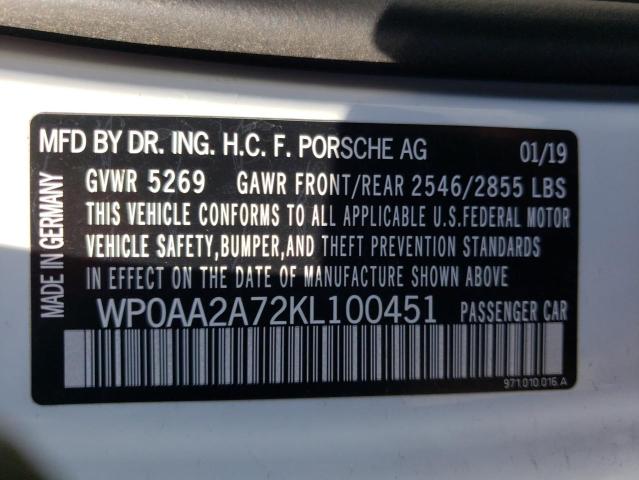 MADE IN GERMANY
MFD BY DR. ING. H.C. F. PORSCHE AG 01/19
GVWR 5269 GAWR FRONT/REAR 2546/2855 LBS
THIS VEHICLE CONFORMS TO ALL APPLICABLE U.S.FEDERAL MOTOR
VEHICLE SAFETY,BUMPER,AND THEFT PREVENTION STANDARDS
IN EFFECT ON THE DATE OF MANUFACTURE SHOWN ABOVE.
WP0AA2A72KL100451 PASSENGER CAR
971.010.016.A